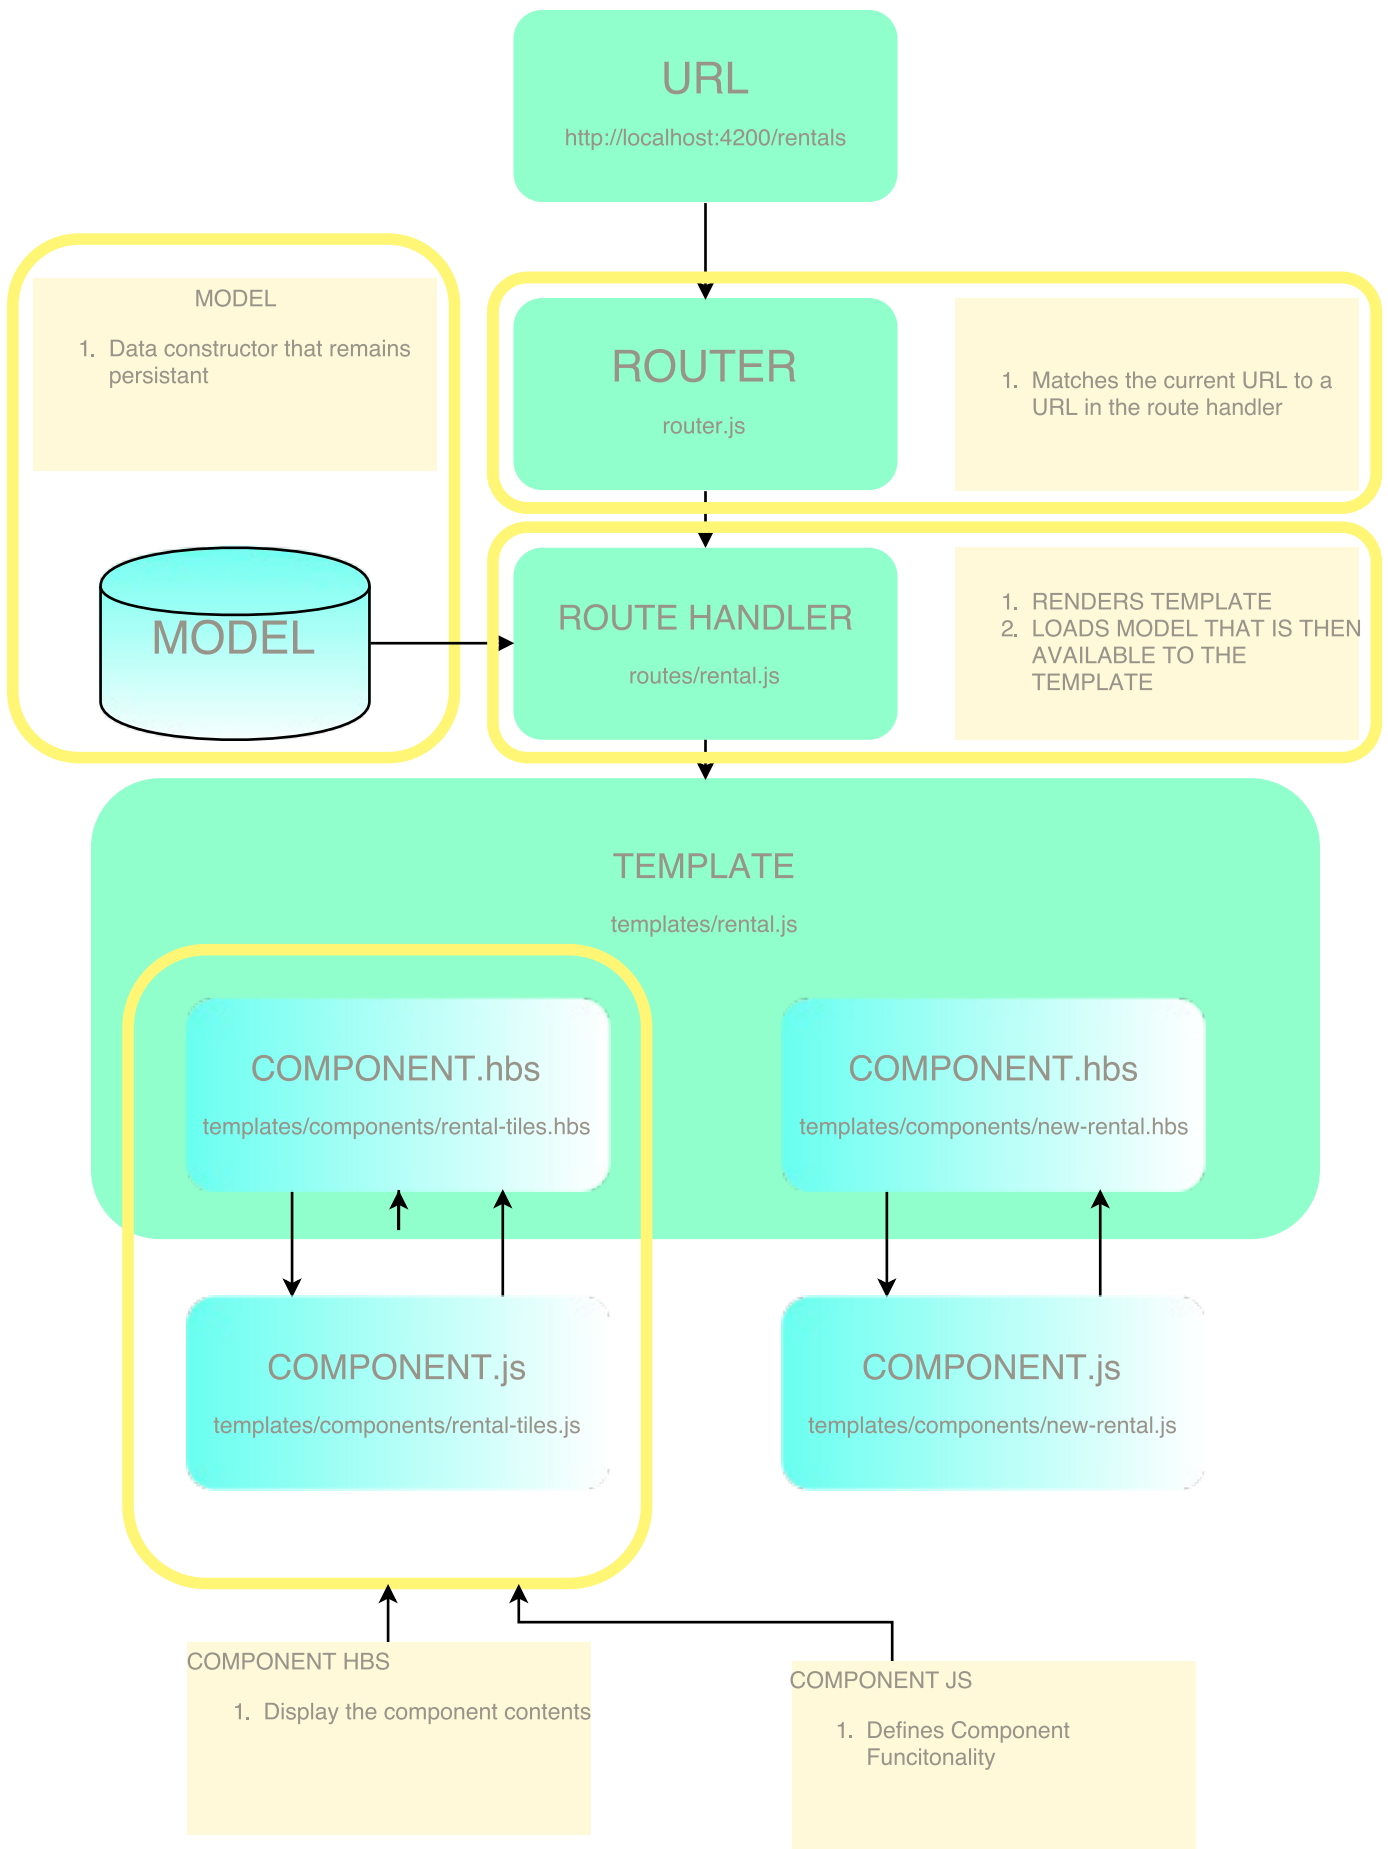 URL
http://localhost:4200/rentals
MODEL
1. Data constructor that remains
persistant
ROUTER
router.js
1. Matches the current URL to a
URL in the route handler
MODEL
ROUTE HANDLER
routes/rental.js
1. RENDERS TEMPLATE
2. LOADS MODEL THAT IS THEN
AVAILABLE TO THE
TEMPLATE
TEMPLATE
templates/rental.js
COMPONENT.hbs
templates/components/rental-tiles.hbs
COMPONENT.hbs
templates/components/new-rental.hbs
COMPONENT.js
templates/components/rental-tiles.js
COMPONENT.js
templates/components/new-rental.js
COMPONENT HBS
1. Display the component contents
COMPONENT JS
1. Defines Component
Funcitonality